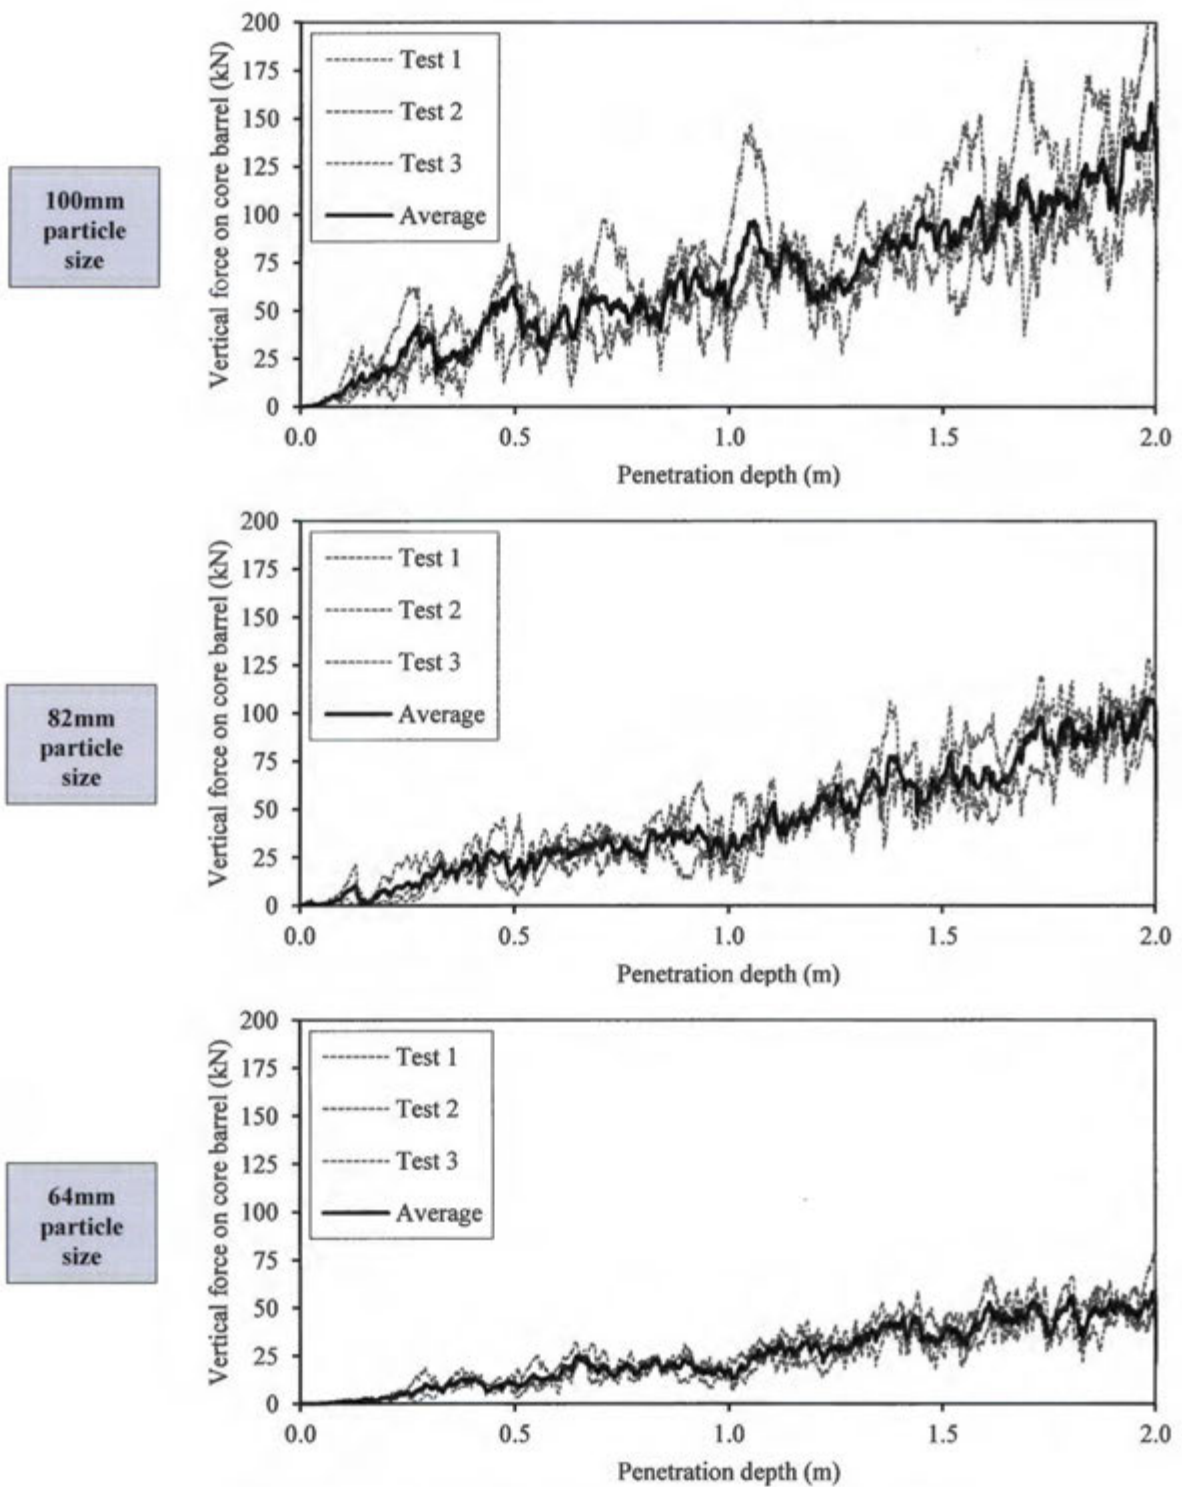 100mm
particle
size
Vertical force on core barrel (kN)
200
175
150
125
100
75
50
25
0
Test 1
Test 2
Test 3
Average
0.0 0.5 1.0 1.5 2.0
Penetration depth (m)
82mm
particle
size
Vertical force on core barrel (kN)
200
175
150
125
100
75
50
25
0
Test 1
Test 2
Test 3
Average
0.0 0.5 1.0 1.5 2.0
Penetration depth (m)
64mm
particle
size
Vertical force on core barrel (kN)
200
175
150
125
100
75
50
25
0
Test 1
Test 2
Test 3
Average
0.0 0.5 1.0 1.5 2.0
Penetration depth (m)